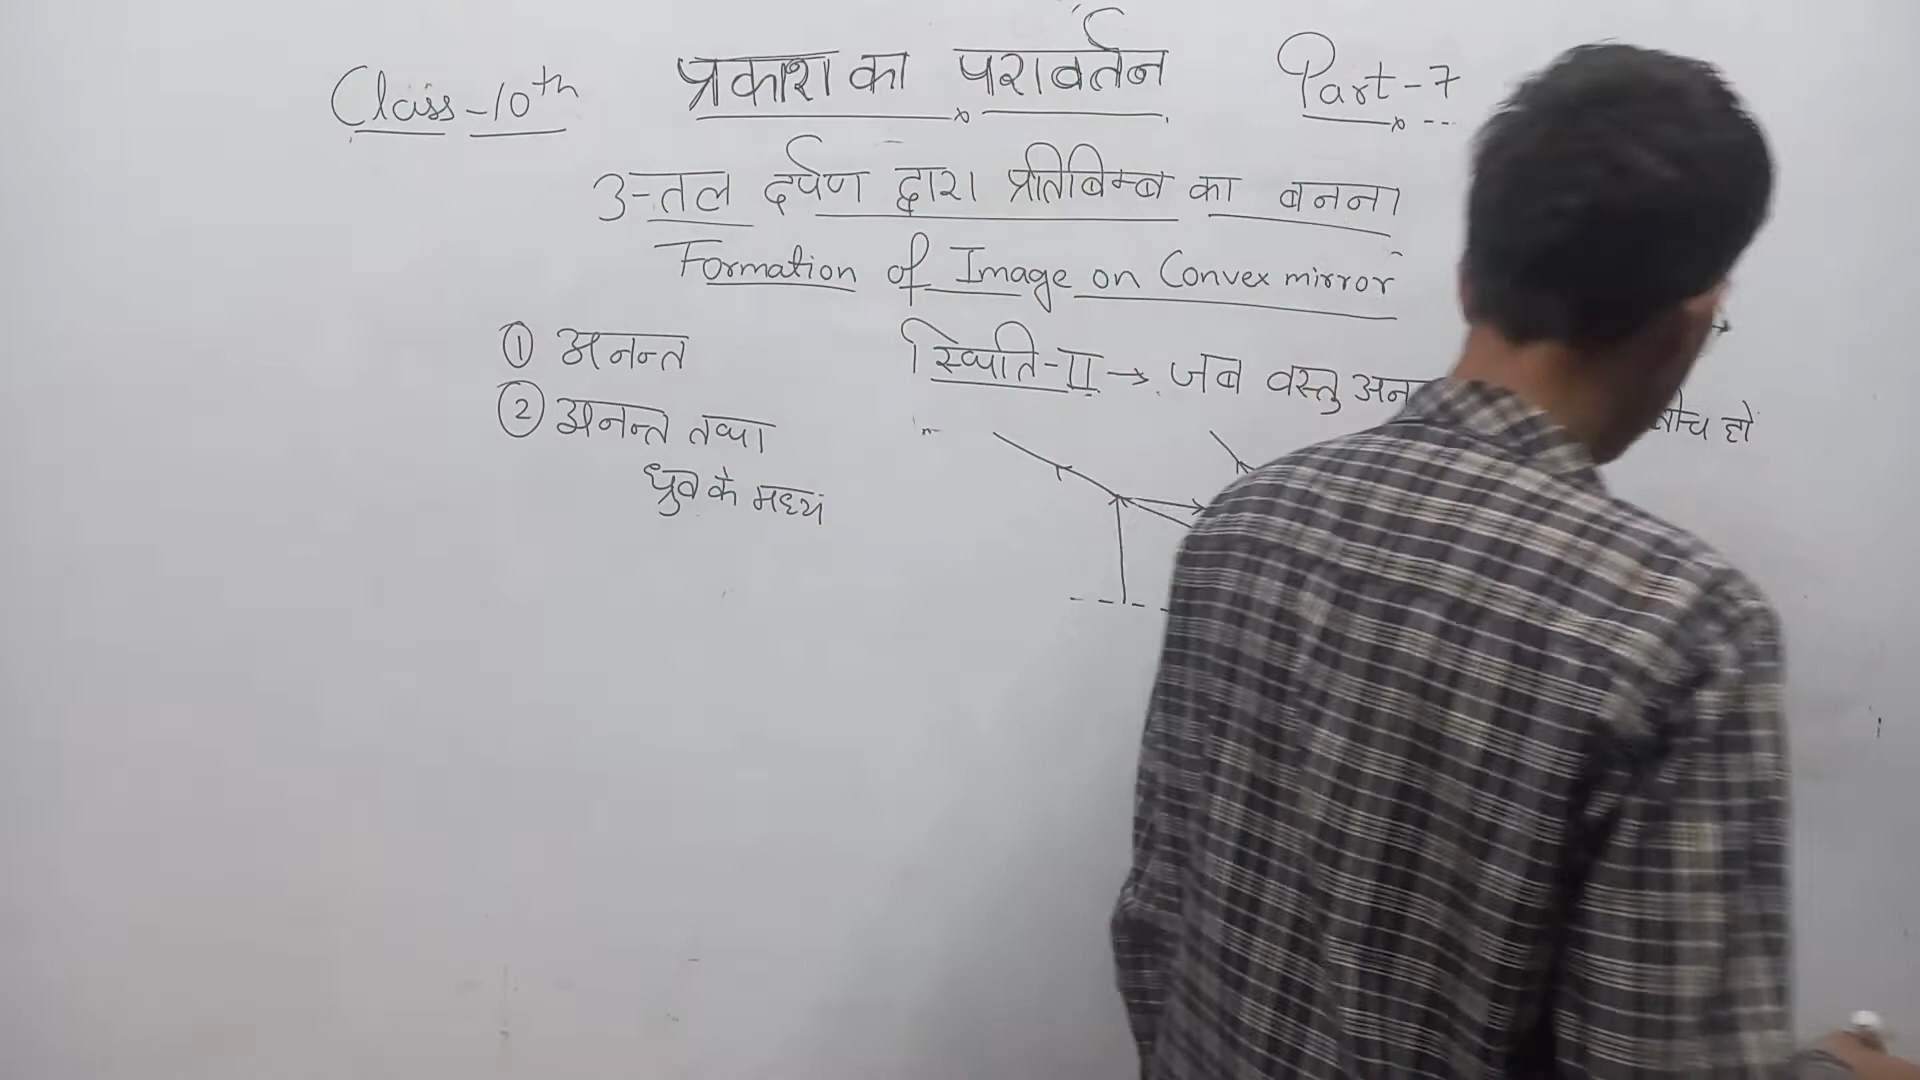 Class-10th प्रकाश का परावर्तन Part-7
उ-तल दर्पण द्वारा प्रतिबिम्ब का बनना
Formation of Image on Convex mirror
① अनन्त
② अनन्त तथा
ध्रुव के मध्य
स्थिति-II → जब वस्तु अन
बीच हो